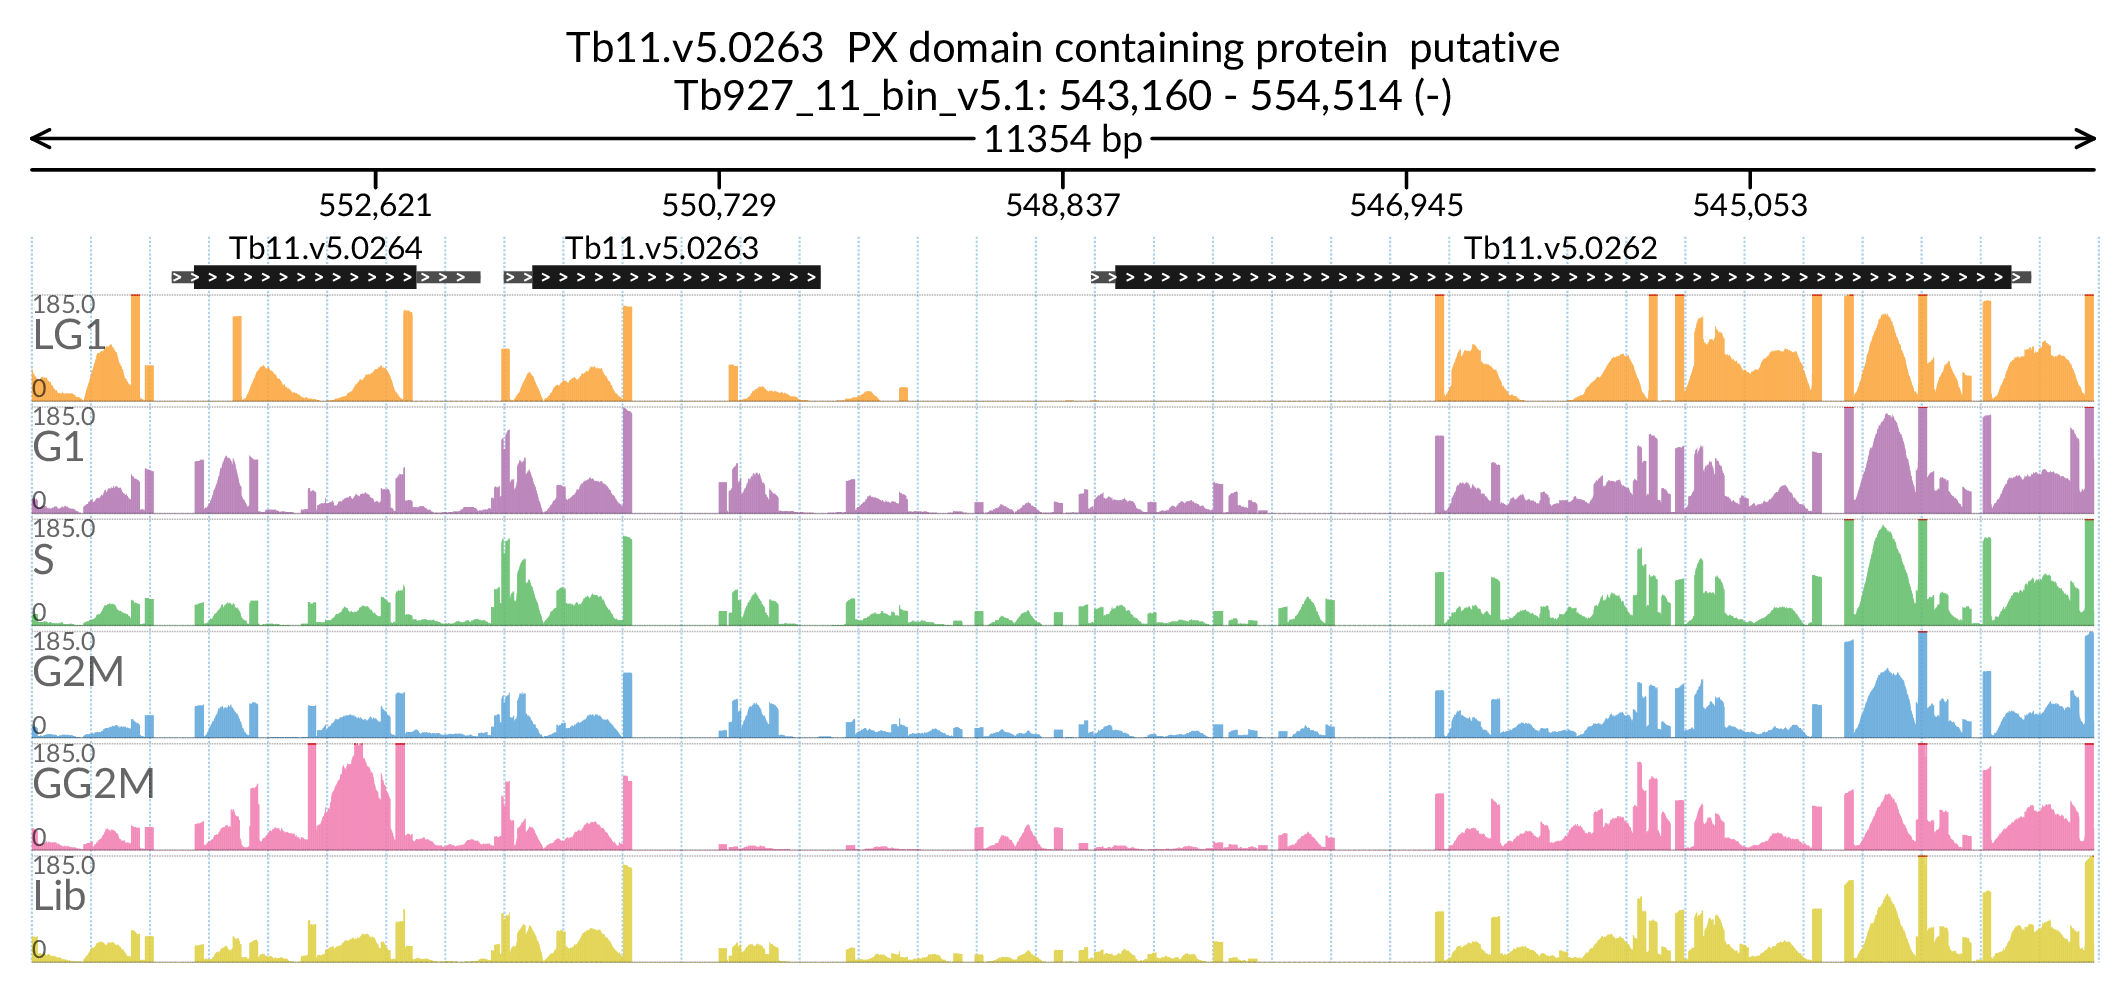 Tb11.v5.0263  PX domain containing protein  putative
Tb927_11_bin_v5.1: 543,160 - 554,514 (-)
11354 bp
552,621 550,729 548,837 546,945 545,053
Tb11.v5.0264 Tb11.v5.0263 Tb11.v5.0262
185.0
LG1
0
185.0
G1
0
185.0
S
0
185.0
G2M
0
185.0
GG2M
0
185.0
Lib
0